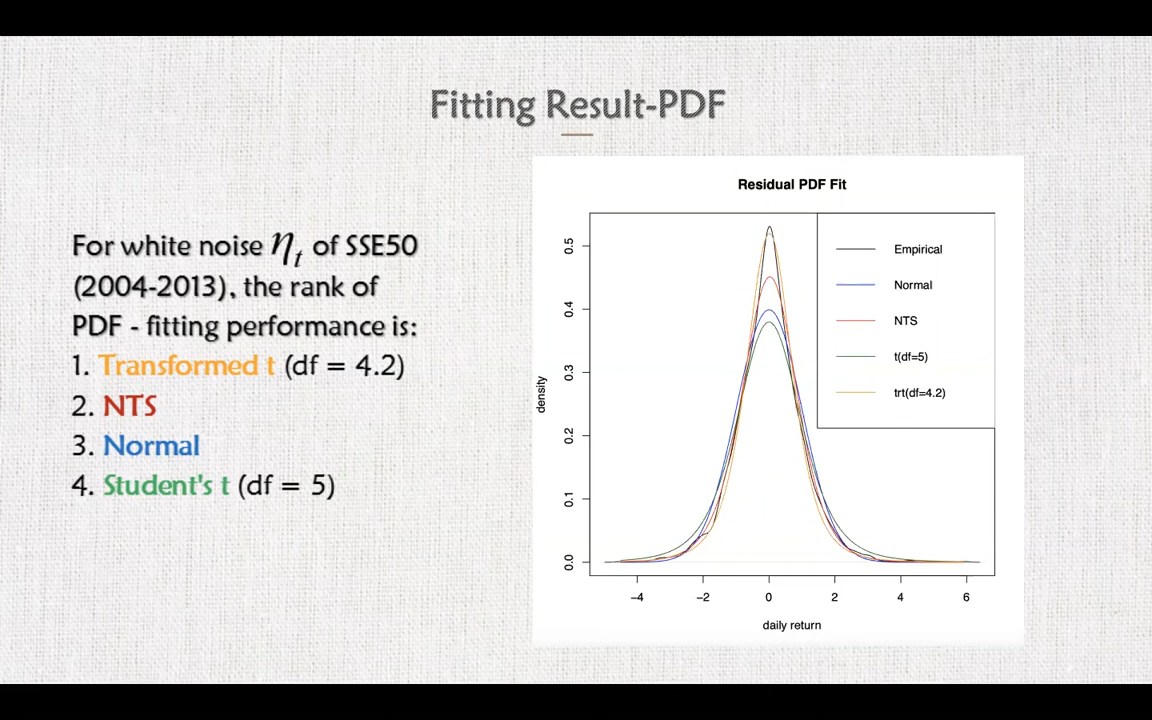 Fitting Result-PDF
For white noise ηt of SSE50
(2004-2013), the rank of
PDF - fitting performance is:
1. Transformed t (df = 4.2)
2. NTS
3. Normal
4. Student's t (df = 5)
Residual PDF Fit
Empirical
Normal
NTS
t(df=5)
trt(df=4.2)
density
0.5
0.4
0.3
0.2
0.1
0.0
−4 −2 0 2 4 6
daily return